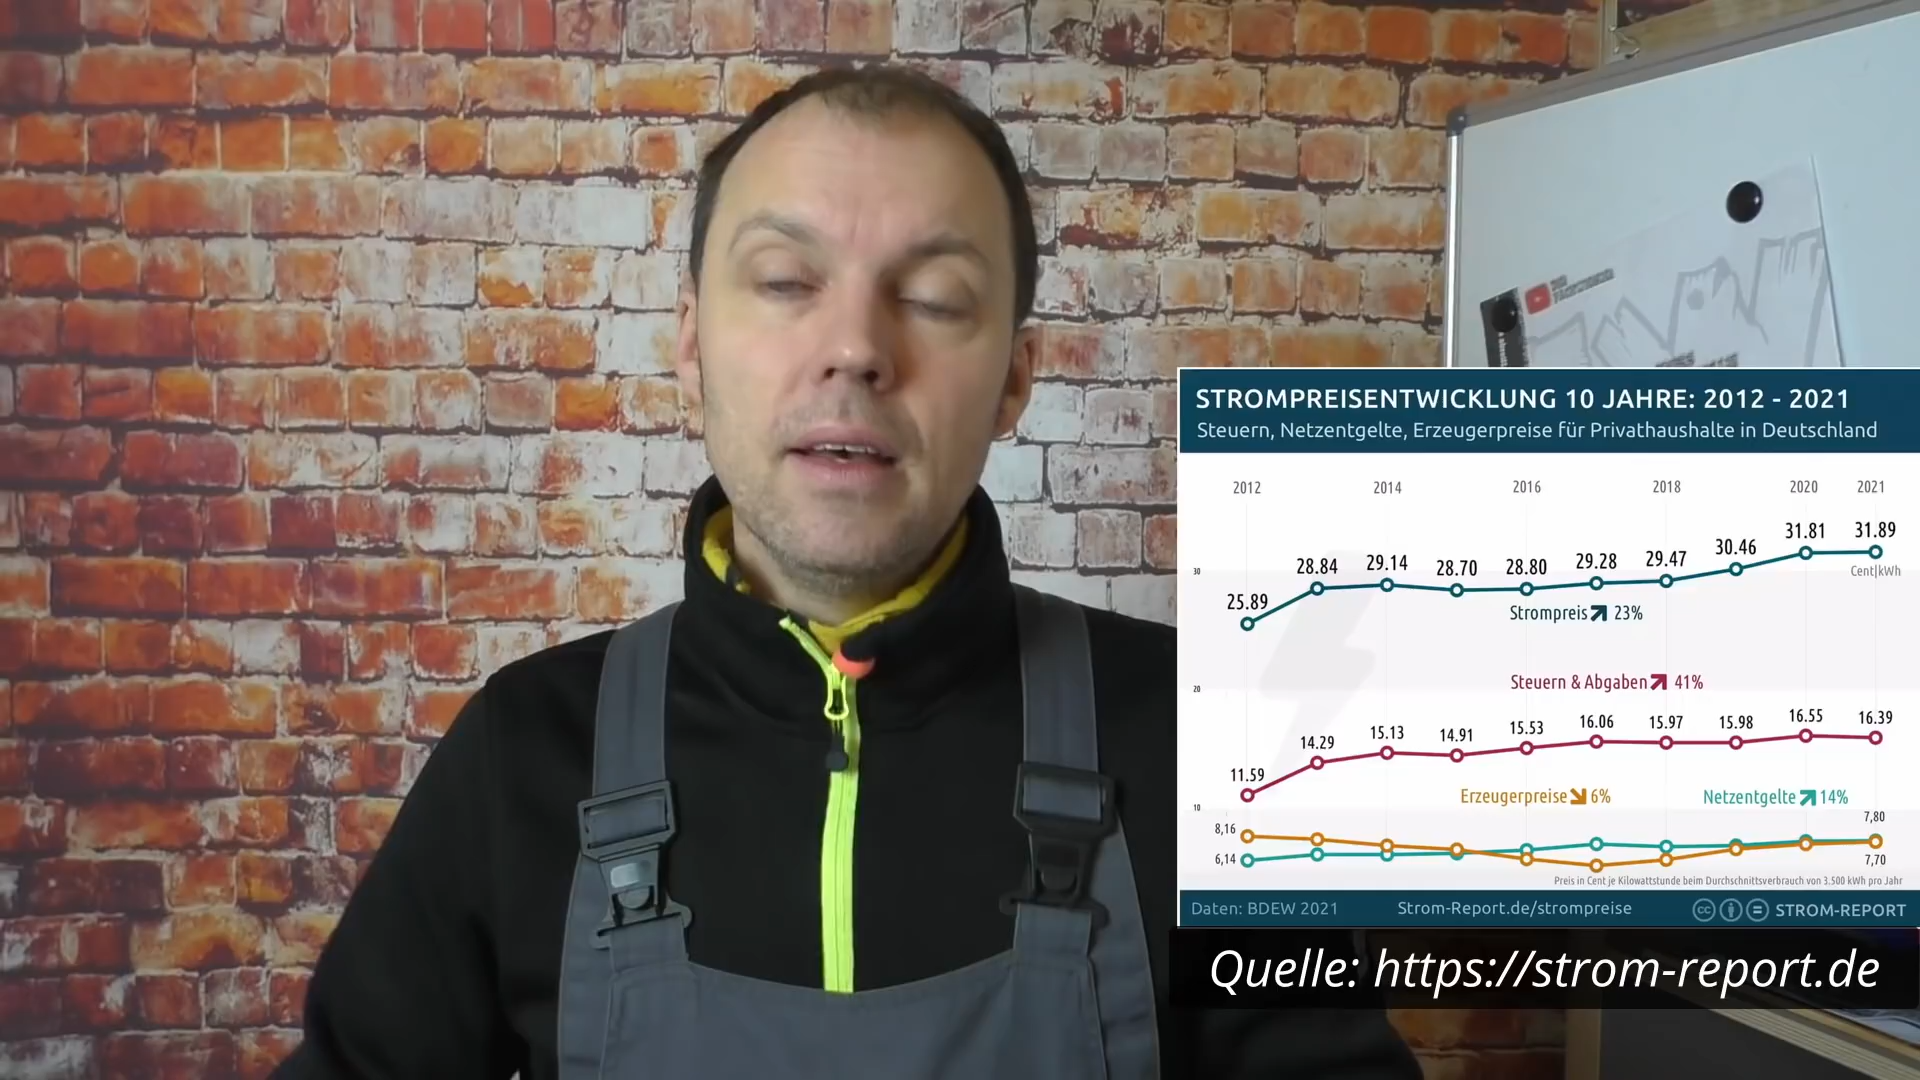 STROMPREISENTWICKLUNG 10 JAHRE: 2012 - 2021
Steuern, Netzentgelte, Erzeugerpreise für Privathaushalte in Deutschland
2012 2014 2016 2018 2020 2021
25.89 28.84 29.14 28.70 28.80 29.28 29.47 30.46 31.81 31.89
30
Cent|kWh
Strompreis 23%
20
Steuern & Abgaben 41%
11.59 14.29 15.13 14.91 15.53 16.06 15.97 15.98 16.55 16.39
Erzeugerpreise 6%
Netzentgelte 14%
10
7,80
8,16
6,14
7,70
Preis in Cent je Kilowattstunde beim Durchschnittsverbrauch von 3.500 kWh pro Jahr
Daten: BDEW 2021
Strom-Report.de/strompreise
STROM-REPORT
Quelle: https://strom-report.de